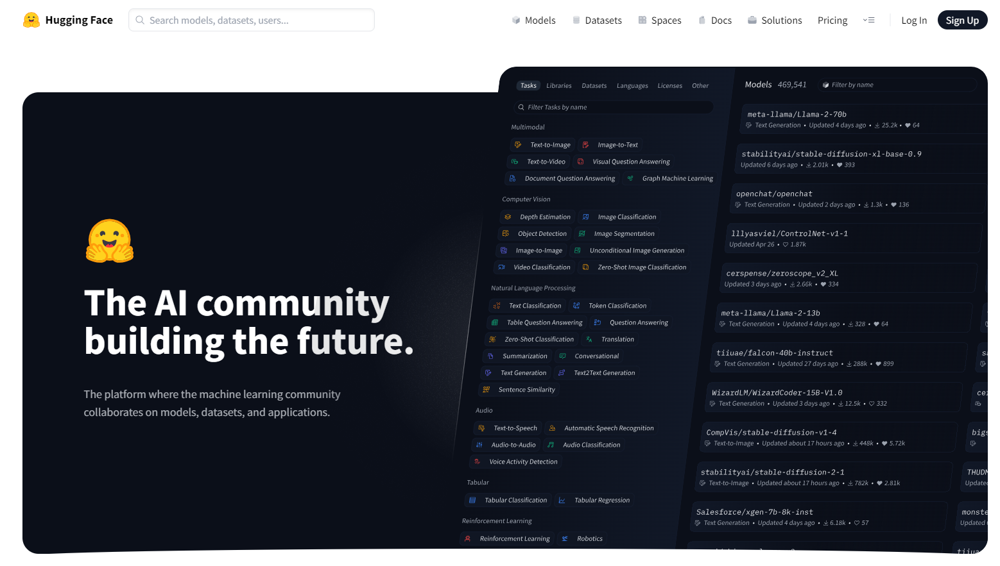 Hugging Face
Search models, datasets, users...
Models
Datasets
Spaces
Docs
Solutions
Pricing
Log In
Sign Up
The AI community
building the future.
The platform where the machine learning community
collaborates on models, datasets, and applications.
Tasks Libraries Datasets Languages Licenses Other
Filter Tasks by name
Multimodal
Text-to-Image Image-to-Text
Text-to-Video Visual Question Answering
Document Question Answering Graph Machine Learning
Computer Vision
Depth Estimation Image Classification
Object Detection Image Segmentation
Image-to-Image Unconditional Image Generation
Video Classification Zero-Shot Image Classification
Natural Language Processing
Text Classification Token Classification
Table Question Answering Question Answering
Zero-Shot Classification Translation
Summarization Conversational
Text Generation Text2Text Generation
Sentence Similarity
Audio
Text-to-Speech Automatic Speech Recognition
Audio-to-Audio Audio Classification
Voice Activity Detection
Tabular
Tabular Classification Tabular Regression
Reinforcement Learning
Reinforcement Learning Robotics
Models 469,541 Filter by name
meta-llama/Llama-2-70b
Text Generation • Updated 4 days ago • 25.2k • 64
stabilityai/stable-diffusion-xl-base-0.9
Updated 6 days ago • 2.01k • 393
openchat/openchat
Text Generation • Updated 2 days ago • 1.3k • 136
lllyasviel/ControlNet-v1-1
Updated Apr 26 • 1.87k
cerspense/zeroscope_v2_XL
Updated 3 days ago • 2.66k • 334
meta-llama/Llama-2-13b
Text Generation • Updated 4 days ago • 328 • 64
tiiuae/falcon-40b-instruct
Text Generation • Updated 27 days ago • 288k • 899
WizardLM/WizardCoder-15B-V1.0
Text Generation • Updated 3 days ago • 12.5k • 332
CompVis/stable-diffusion-v1-4
Text-to-Image • Updated about 17 hours ago • 448k • 5.72k
stabilityai/stable-diffusion-2-1
Text-to-Image • Updated about 17 hours ago • 782k • 2.81k
Salesforce/xgen-7b-8k-inst
Text Generation • Updated 4 days ago • 6.18k • 57